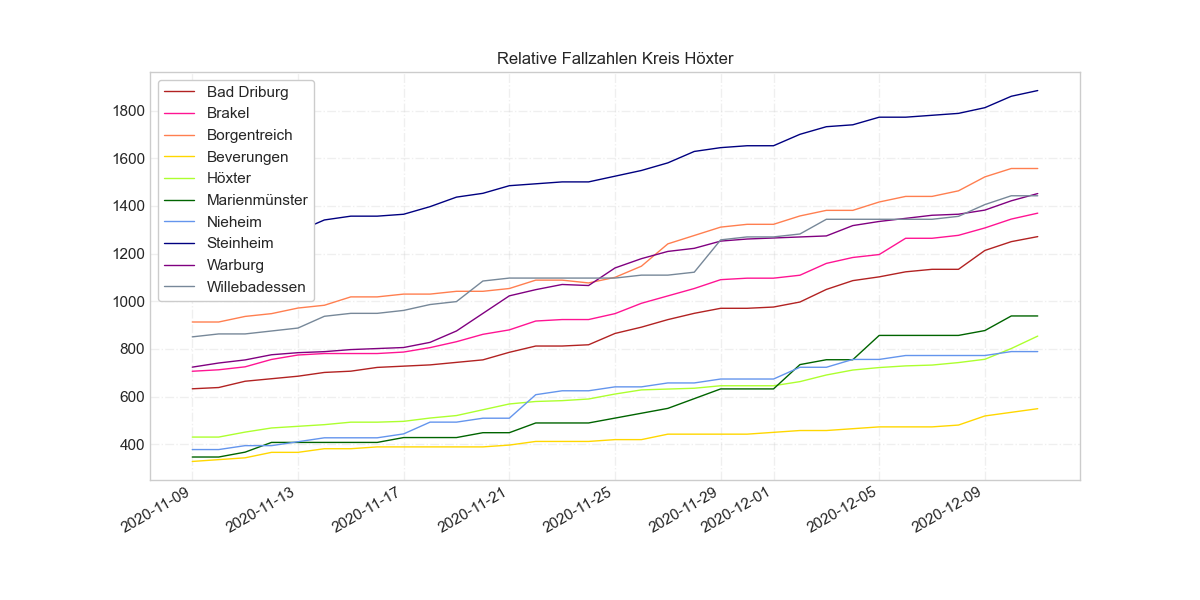 Relative Fallzahlen Kreis Höxter
Bad Driburg
Brakel
Borgentreich
Beverungen
Höxter
Marienmünster
Nieheim
Steinheim
Warburg
Willebadessen
1800
1600
1400
1200
1000
800
600
400
2020-11-09
2020-11-13
2020-11-17
2020-11-21
2020-11-25
2020-11-29
2020-12-01
2020-12-05
2020-12-09